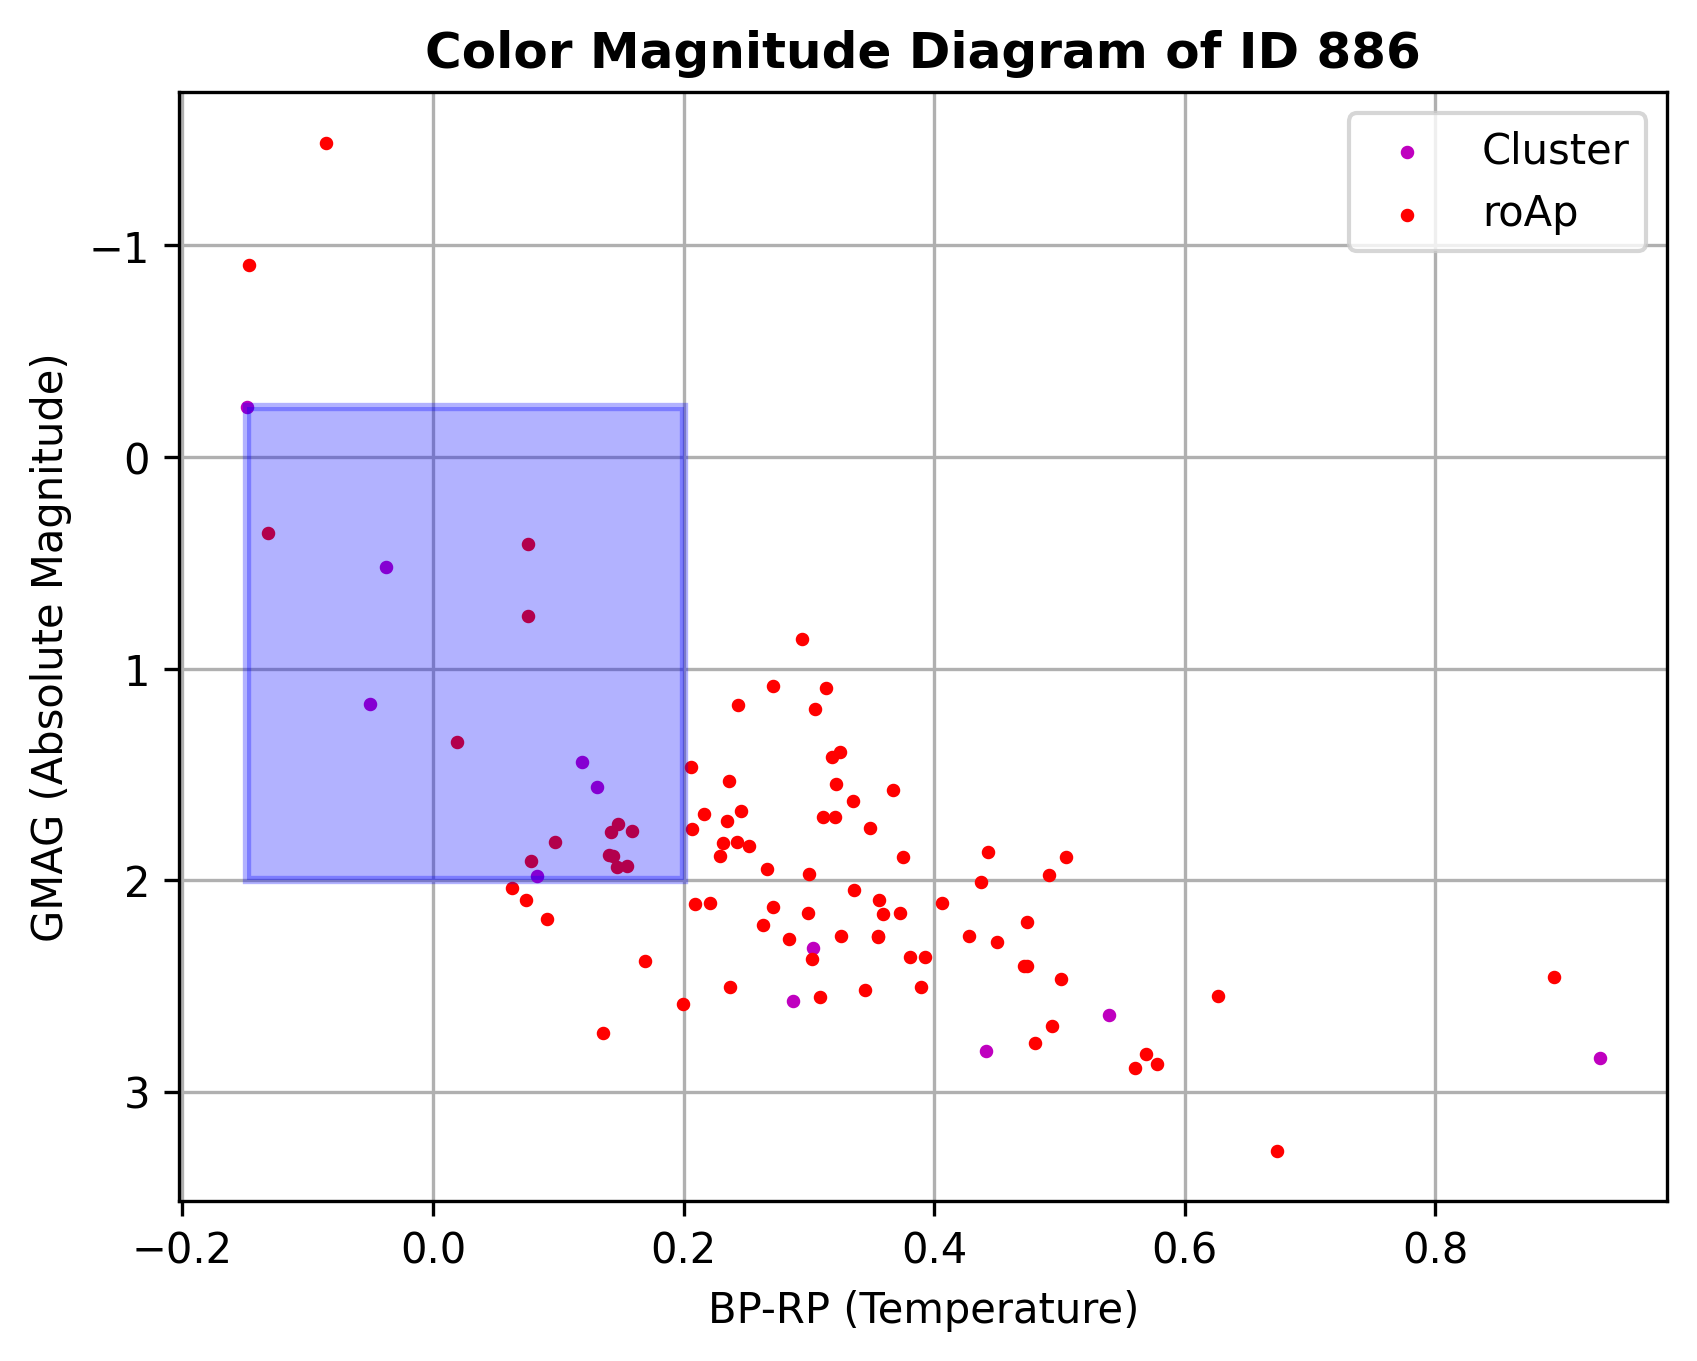 Color Magnitude Diagram of ID 886
Cluster
roAp
GMAG (Absolute Magnitude)
−1
0
1
2
3
−0.2 0.0 0.2 0.4 0.6 0.8
BP-RP (Temperature)